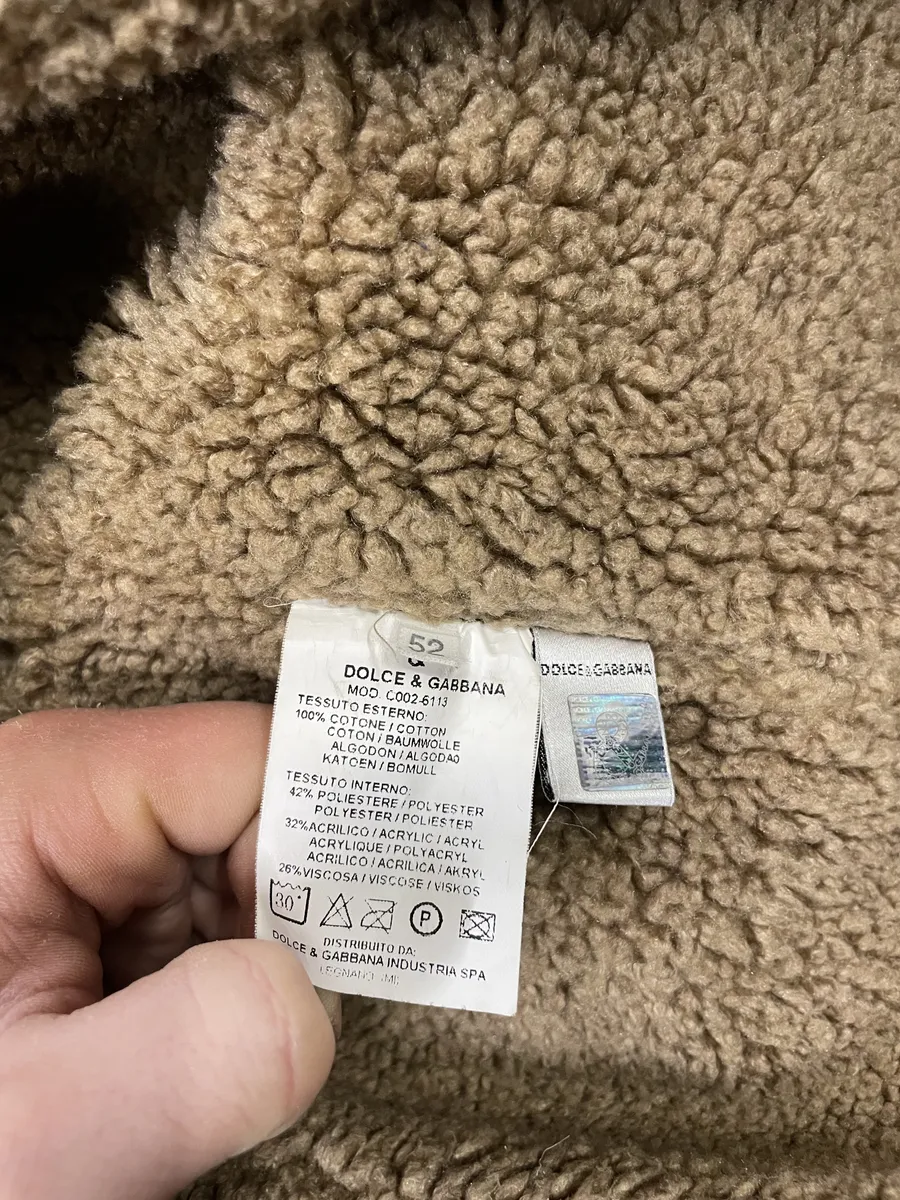 52
&
DOLCE & GABBANA
MOD. C002-6113
TESSUTO ESTERNO:
100% COTONE / COTTON
COTON / BAUMWOLLE
ALGODON / ALGODAO
KATOEN / BOMULL
TESSUTO INTERNO:
42% POLIESTERE / POLYESTER
POLYESTER / POLIESTER
32% ACRILICO / ACRYLIC / ACRYL
ACRYLIQUE / POLYACRYL
ACRILICO / ACRILICA / AKRYL
26% VISCOSA / VISCOSE / VISKOS
30°
P
DISTRIBUITO DA:
DOLCE & GABBANA INDUSTRIA SPA
LEGNANO (MI)
DOLCE & GABBANA